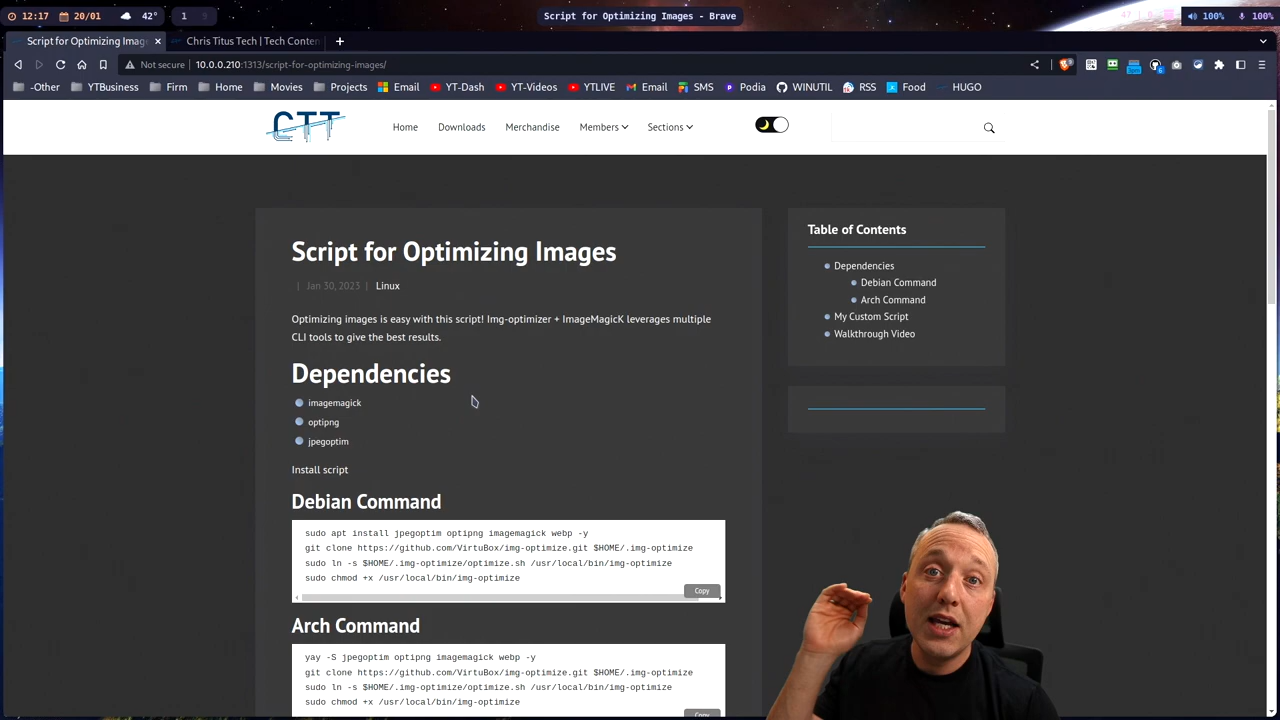 12:17
20/01
42°
1
Script for Optimizing Images - Brave
100%
100%
Script for Optimizing Imag
Chris Titus Tech | Tech Conten
Not secure
10.0.0.210:1313/script-for-optimizing-images/
-Other
YTBusiness
Firm
Home
Movies
Projects
Email
YT-Dash
YT-Videos
YTLIVE
Email
SMS
Podia
WINUTIL
RSS
Food
HUGO
CTT
Home
Downloads
Merchandise
Members
Sections
Script for Optimizing Images
| Jan 30, 2023 | Linux
Optimizing images is easy with this script! Img-optimizer + ImageMagicK leverages multiple
CLI tools to give the best results.
Dependencies
imagemagick
optipng
jpegoptim
Install script
Debian Command
sudo apt install jpegoptim optipng imagemagick webp -y
git clone https://github.com/VirtuBox/img-optimize.git $HOME/.img-optimize
sudo ln -s $HOME/.img-optimize/optimize.sh /usr/local/bin/img-optimize
sudo chmod +x /usr/local/bin/img-optimize
Copy
Arch Command
yay -S jpegoptim optipng imagemagick webp -y
git clone https://github.com/VirtuBox/img-optimize.git $HOME/.img-optimize
sudo ln -s $HOME/.img-optimize/optimize.sh /usr/local/bin/img-optimize
sudo chmod +x /usr/local/bin/img-optimize
Copy
Table of Contents
Dependencies
Debian Command
Arch Command
My Custom Script
Walkthrough Video